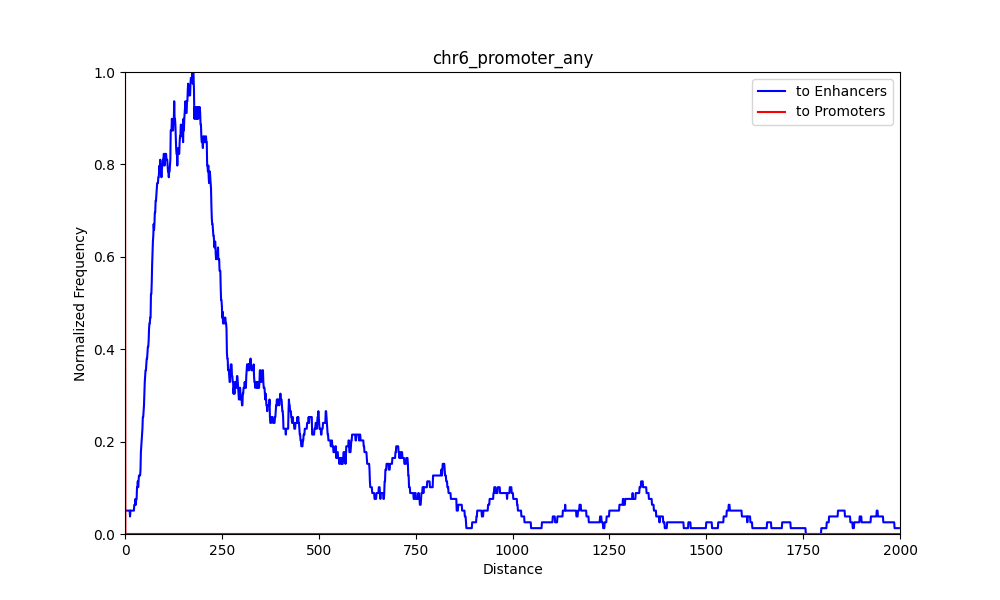 chr6_promoter_any
to Enhancers
to Promoters
Normalized Frequency
1.0
0.8
0.6
0.4
0.2
0.0
0 250 500 750 1000 1250 1500 1750 2000
Distance